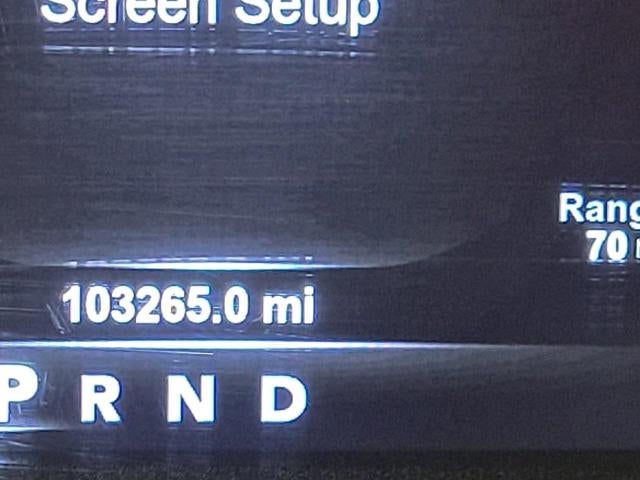 Screen Setup
Rang
70
103265.0 mi
P R N D